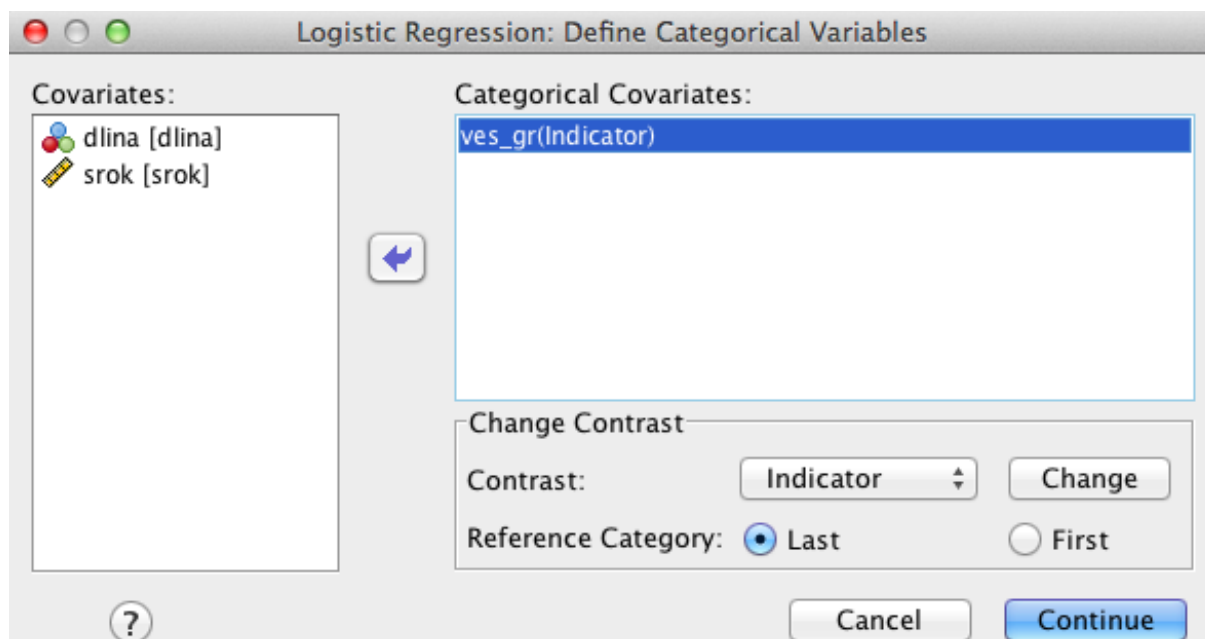 Logistic Regression: Define Categorical Variables
Covariates:
dlina [dlina]
srok [srok]
Categorical Covariates:
ves_gr(Indicator)
Change Contrast
Contrast:
Indicator
Change
Reference Category:
Last
First
?
Cancel
Continue